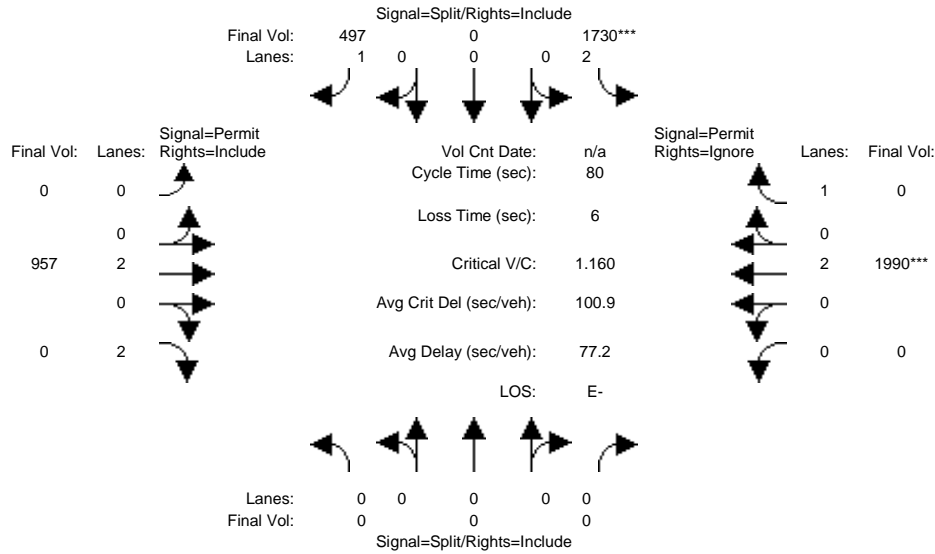 Signal=Split/Rights=Include
Final Vol: 497 0 1730***
Lanes: 1 0 0 0 2
Signal=Permit
Final Vol: Lanes: Rights=Include
Vol Cnt Date: n/a
Signal=Permit
Rights=Ignore Lanes: Final Vol:
Cycle Time (sec): 80
0 0
1 0
Loss Time (sec): 6
0
0
957 2
Critical V/C: 1.160
2 1990***
0
Avg Crit Del (sec/veh): 100.9
0
0 2
Avg Delay (sec/veh): 77.2
0 0
LOS: E-
Lanes: 0 0 0 0 0
Final Vol: 0 0 0
Signal=Split/Rights=Include